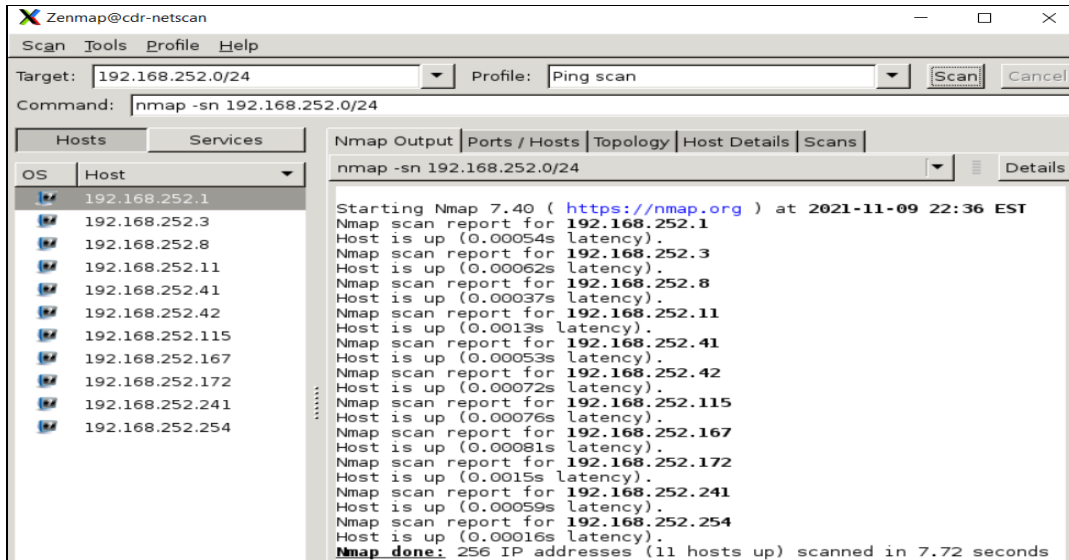 Zenmap@cdr-netscan
Scan Tools Profile Help
Target: 192.168.252.0/24 Profile: Ping scan Scan Cancel
Command: nmap -sn 192.168.252.0/24
Hosts Services
OS Host
192.168.252.1
192.168.252.3
192.168.252.8
192.168.252.11
192.168.252.41
192.168.252.42
192.168.252.115
192.168.252.167
192.168.252.172
192.168.252.241
192.168.252.254
Nmap Output Ports / Hosts Topology Host Details Scans
nmap -sn 192.168.252.0/24 Details
Starting Nmap 7.40 ( https://nmap.org ) at 2021-11-09 22:36 EST
Nmap scan report for 192.168.252.1
Host is up (0.00054s latency).
Nmap scan report for 192.168.252.3
Host is up (0.00062s latency).
Nmap scan report for 192.168.252.8
Host is up (0.00037s latency).
Nmap scan report for 192.168.252.11
Host is up (0.0013s latency).
Nmap scan report for 192.168.252.41
Host is up (0.00053s latency).
Nmap scan report for 192.168.252.42
Host is up (0.00072s latency).
Nmap scan report for 192.168.252.115
Host is up (0.00076s latency).
Nmap scan report for 192.168.252.167
Host is up (0.00081s latency).
Nmap scan report for 192.168.252.172
Host is up (0.0015s latency).
Nmap scan report for 192.168.252.241
Host is up (0.00059s latency).
Nmap scan report for 192.168.252.254
Host is up (0.00016s latency).
Nmap done: 256 IP addresses (11 hosts up) scanned in 7.72 seconds